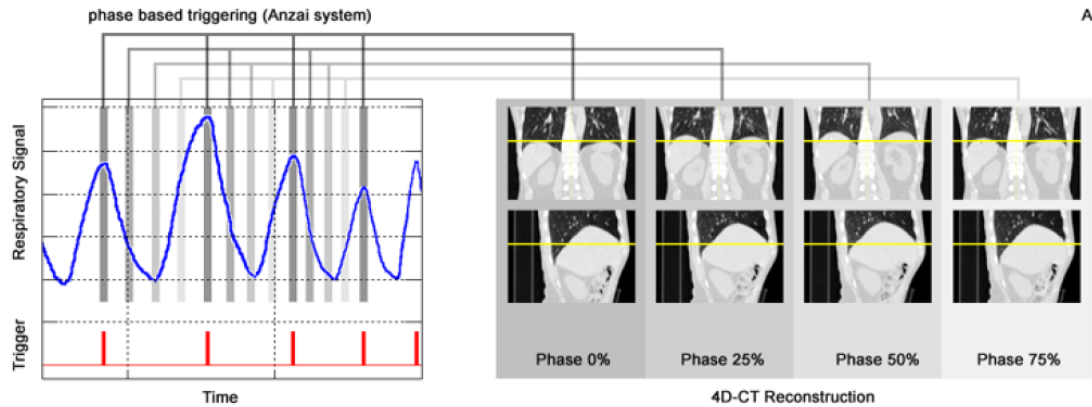 phase based triggering (Anzai system)
A
Respiratory Signal
Trigger
Time
Phase 0%
Phase 25%
Phase 50%
Phase 75%
4D-CT Reconstruction